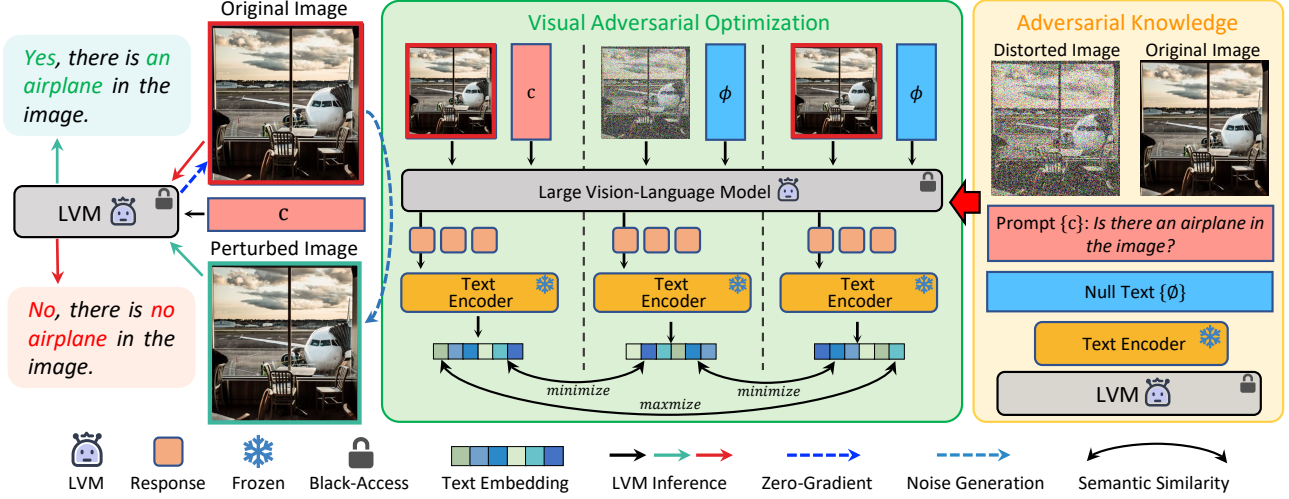 Original Image
Yes, there is an
airplane in the
image.
LVM
c
Perturbed Image
No, there is no
airplane in the
image.
Visual Adversarial Optimization
c
ϕ
ϕ
Large Vision-Language Model
Text
Encoder
Text
Encoder
Text
Encoder
minimize
minimize
maxmize
Adversarial Knowledge
Distorted Image
Original Image
Prompt {c}: Is there an airplane in
the image?
Null Text {∅}
Text Encoder
LVM
LVM
Response
Frozen
Black-Access
Text Embedding
LVM Inference
Zero-Gradient
Noise Generation
Semantic Similarity